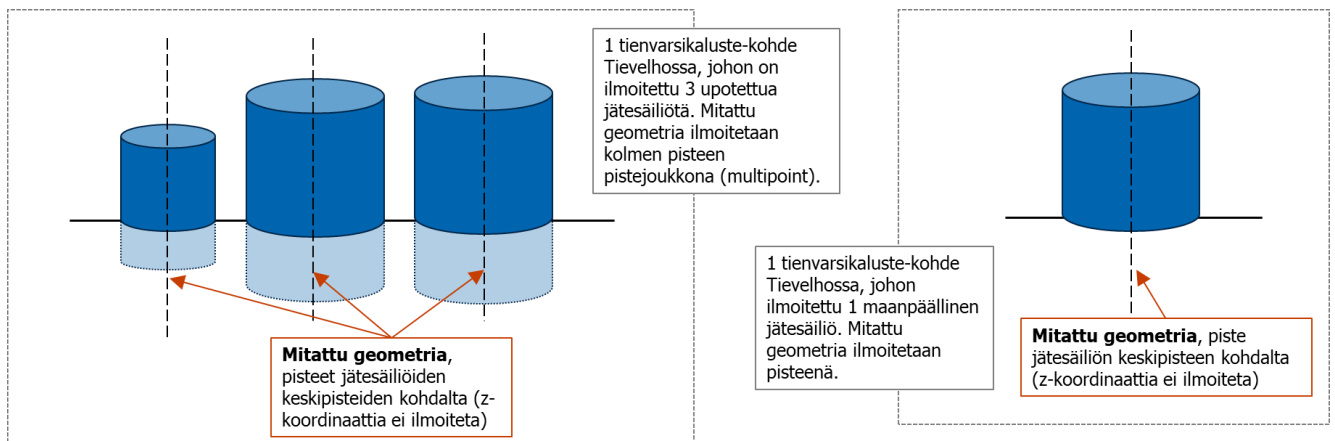 1 tienvarsikaluste-kohde
Tievelhossa, johon on
ilmoitettu 3 upotettua
jätesäiliötä. Mitattu
geometria ilmoitetaan
kolmen pisteen
pistejoukkona (multipoint).
Mitattu geometria,
pisteet jätesäiliöiden
keskipisteiden kohdalta (z-
koordinaattia ei ilmoiteta)
1 tienvarsikaluste-kohde
Tievelhossa, johon
ilmoitettu 1 maanpäällinen
jätesäiliö. Mitattu
geometria ilmoitetaan
pisteenä.
Mitattu geometria, piste
jätesäiliön keskipisteen kohdalta
(z-koordinaattia ei ilmoiteta)